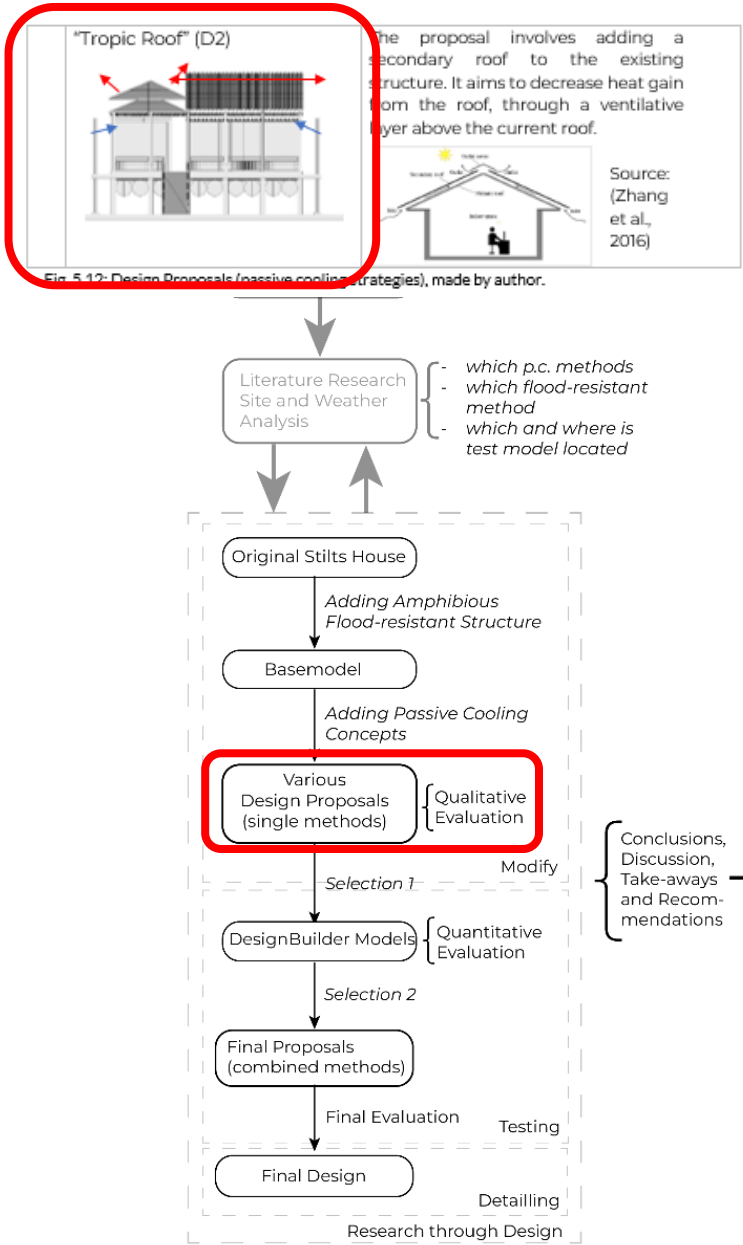 "Tropic Roof" (D2)
The proposal involves adding a
secondary roof to the existing
structure. It aims to decrease heat gain
from the roof, through a ventilative
layer above the current roof.
Source:
(Zhang
et al.,
2016)
Fig. 5.12: Design Proposals (passive cooling strategies), made by author.
Literature Research
Site and Weather
Analysis
- which p.c. methods
- which flood-resistant
method
- which and where is
test model located
Original Stilts House
Adding Amphibious
Flood-resistant Structure
Basemodel
Adding Passive Cooling
Concepts
Various
Design Proposals
(single methods)
Qualitative
Evaluation
Modify
Selection 1
DesignBuilder Models
Quantitative
Evaluation
Selection 2
Final Proposals
(combined methods)
Final Evaluation
Testing
Final Design
Detailling
Research through Design
Conclusions,
Discussion,
Take-aways
and Recom-
mendations